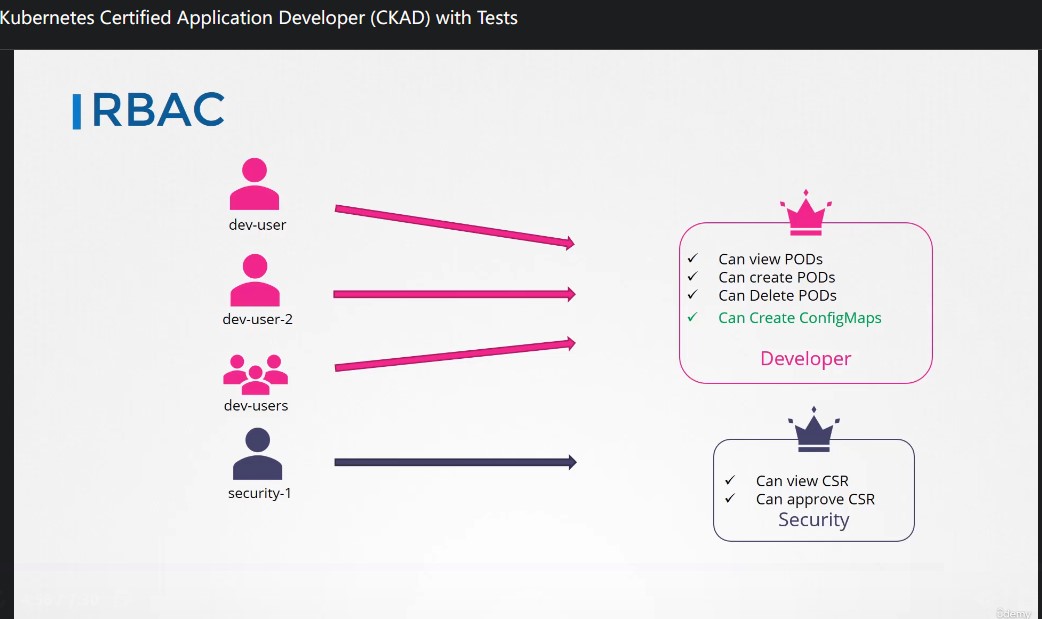 Kubernetes Certified Application Developer (CKAD) with Tests
RBAC
dev-user
dev-user-2
dev-users
security-1
✓ Can view PODs
✓ Can create PODs
✓ Can Delete PODs
✓ Can Create ConfigMaps
Developer
✓ Can view CSR
✓ Can approve CSR
Security